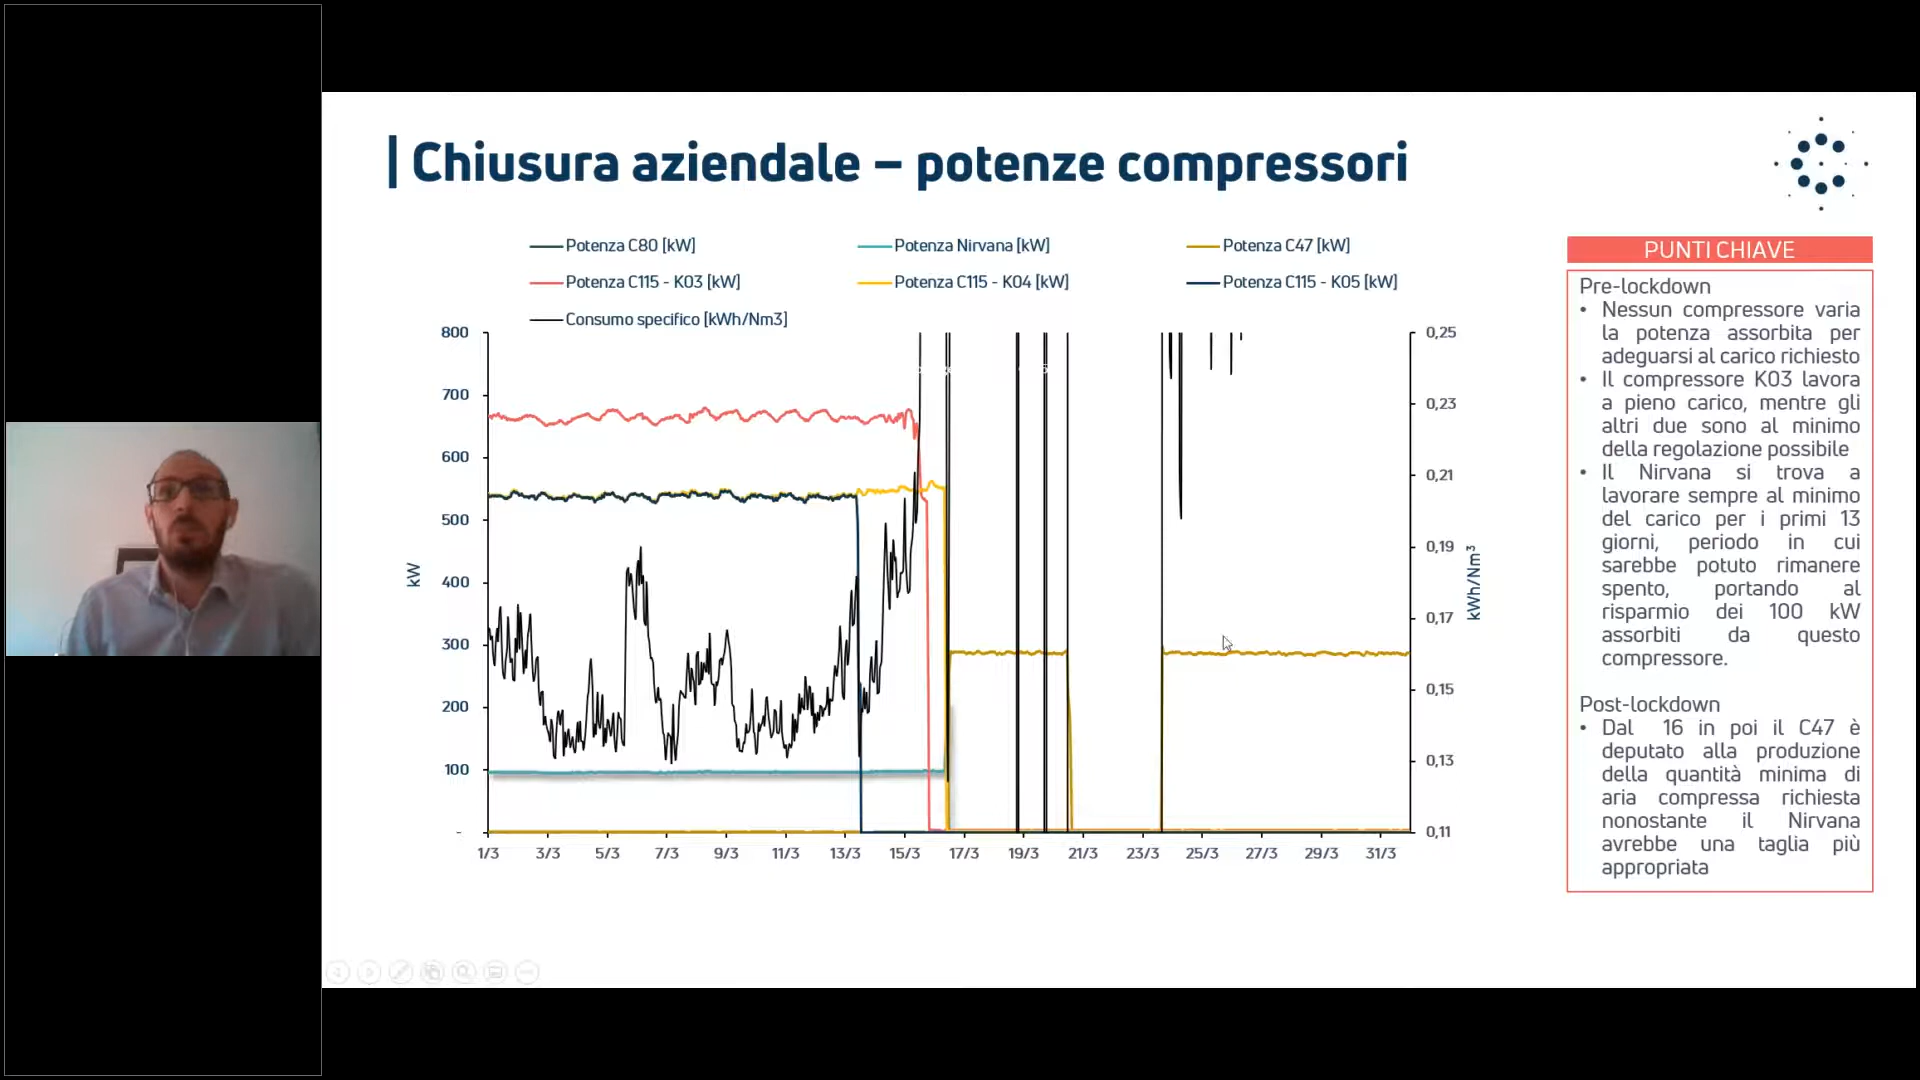 Chiusura aziendale – potenze compressori
Potenza C80 [kW]
Potenza Nirvana [kW]
Potenza C47 [kW]
Potenza C115 - K03 [kW]
Potenza C115 - K04 [kW]
Potenza C115 - K05 [kW]
Consumo specifico [kWh/Nm3]
800
700
600
500
400
300
200
100
-
kW
0,25
0,23
0,21
0,19
0,17
0,15
0,13
0,11
kWh/Nm³
1/3
3/3
5/3
7/3
9/3
11/3
13/3
15/3
17/3
19/3
21/3
23/3
25/3
27/3
29/3
31/3
PUNTI CHIAVE
Pre-lockdown
• Nessun compressore varia
la potenza assorbita per
adeguarsi al carico richiesto
• Il compressore K03 lavora
a pieno carico, mentre gli
altri due sono al minimo
della regolazione possibile
• Il Nirvana si trova a
lavorare sempre al minimo
del carico per i primi 13
giorni, periodo in cui
sarebbe potuto rimanere
spento, portando al
risparmio dei 100 kW
assorbiti da questo
compressore.
Post-lockdown
• Dal 16 in poi il C47 è
deputato alla produzione
della quantità minima di
aria compressa richiesta
nonostante il Nirvana
avrebbe una taglia più
appropriata